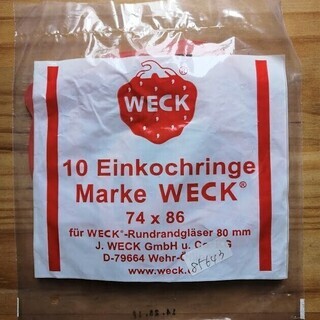 WECK
10 Einkochringe
Marke WECK®
74 x 86
für WECK®-Rundrandgläser 80 mm
J. WECK GmbH u. Co.
D-79664 Wehr-
www.weck.